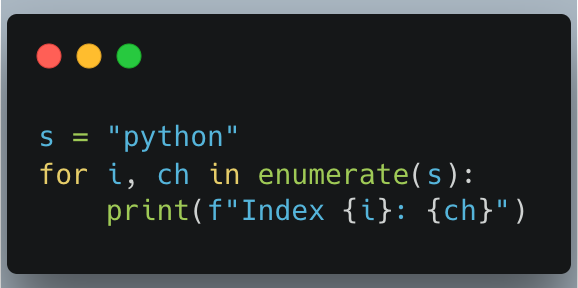 s = "python"
for i, ch in enumerate(s):
    print(f"Index {i}: {ch}")